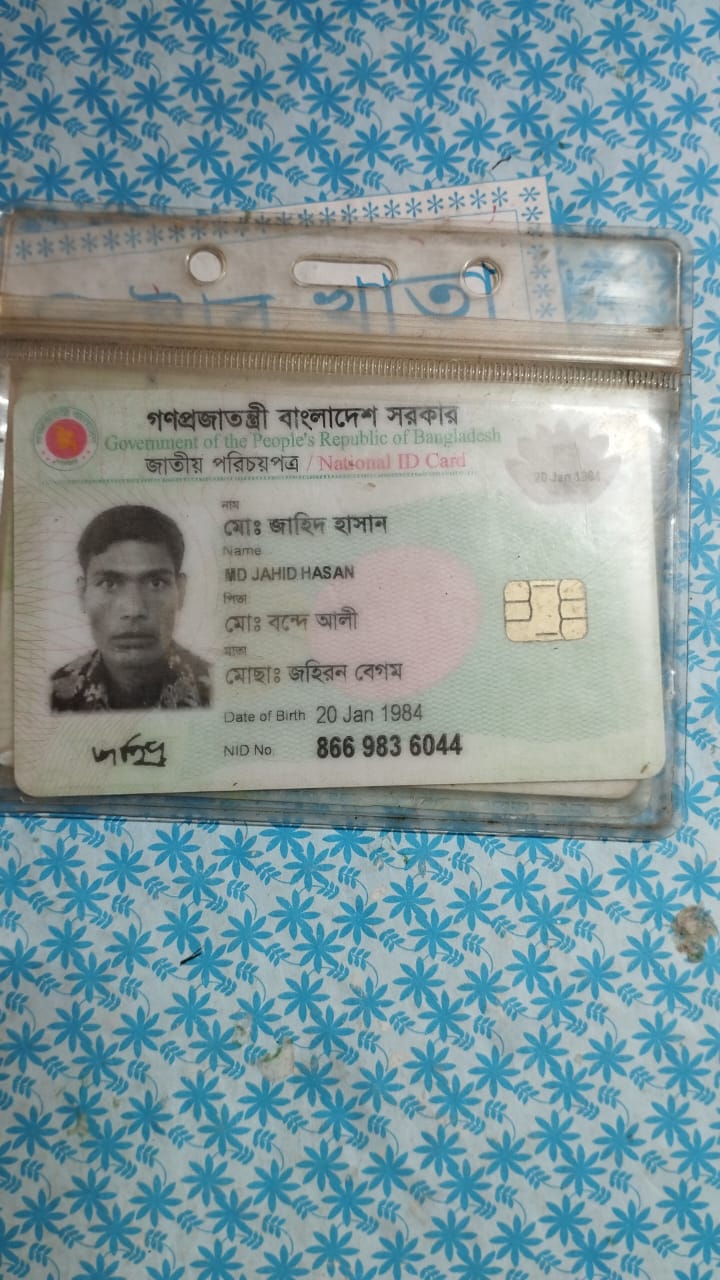 খাতা
গণপ্রজাতন্ত্রী বাংলাদেশ সরকার
Government of the People's Republic of Bangladesh
জাতীয় পরিচয়পত্র / National ID Card
20 Jan 1984
নাম
মোঃ জাহিদ হাসান
Name
MD JAHID HASAN
পিতা
মোঃ বন্দে আলী
মাতা
মোছাঃ জহিরন বেগম
Date of Birth 20 Jan 1984
NID No. 866 983 6044